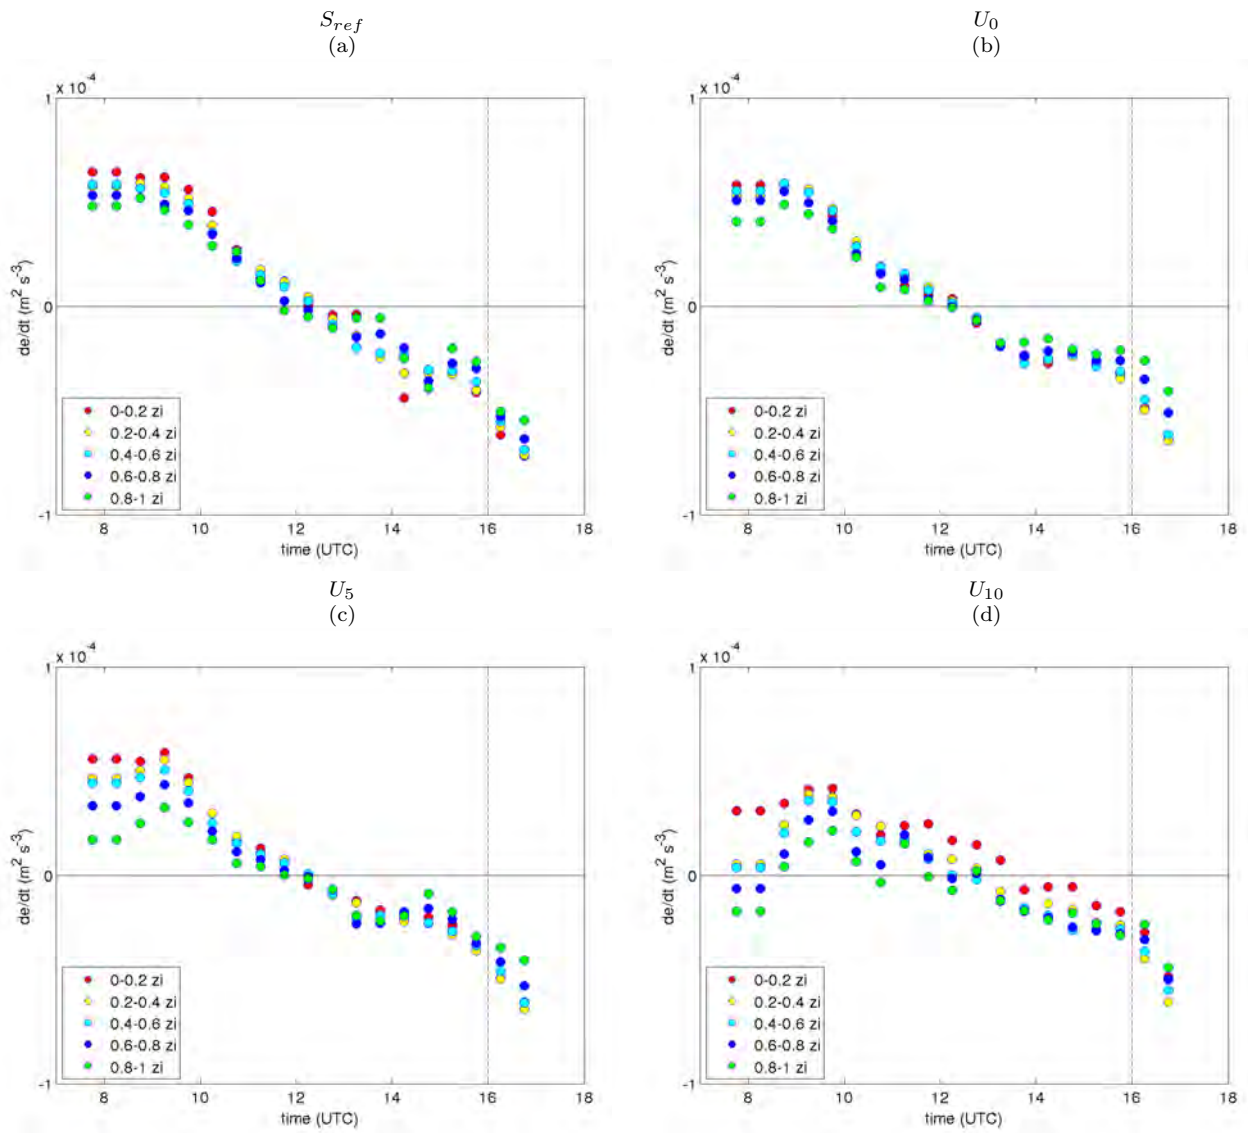 S_ref
(a)
U_0
(b)
x 10^-4
1
0
-1
de/dt (m^2 s^-3)
0-0.2 zi
0.2-0.4 zi
0.4-0.6 zi
0.6-0.8 zi
0.8-1 zi
8 10 12 14 16 18
time (UTC)
x 10^-4
1
0
-1
de/dt (m^2 s^-3)
0-0.2 zi
0.2-0.4 zi
0.4-0.6 zi
0.6-0.8 zi
0.8-1 zi
8 10 12 14 16 18
time (UTC)
U_5
(c)
U_10
(d)
x 10^-4
1
0
-1
de/dt (m^2 s^-3)
0-0.2 zi
0.2-0.4 zi
0.4-0.6 zi
0.6-0.8 zi
0.8-1 zi
8 10 12 14 16 18
time (UTC)
x 10^-4
1
0
-1
de/dt (m^2 s^-3)
0-0.2 zi
0.2-0.4 zi
0.4-0.6 zi
0.6-0.8 zi
0.8-1 zi
8 10 12 14 16 18
time (UTC)